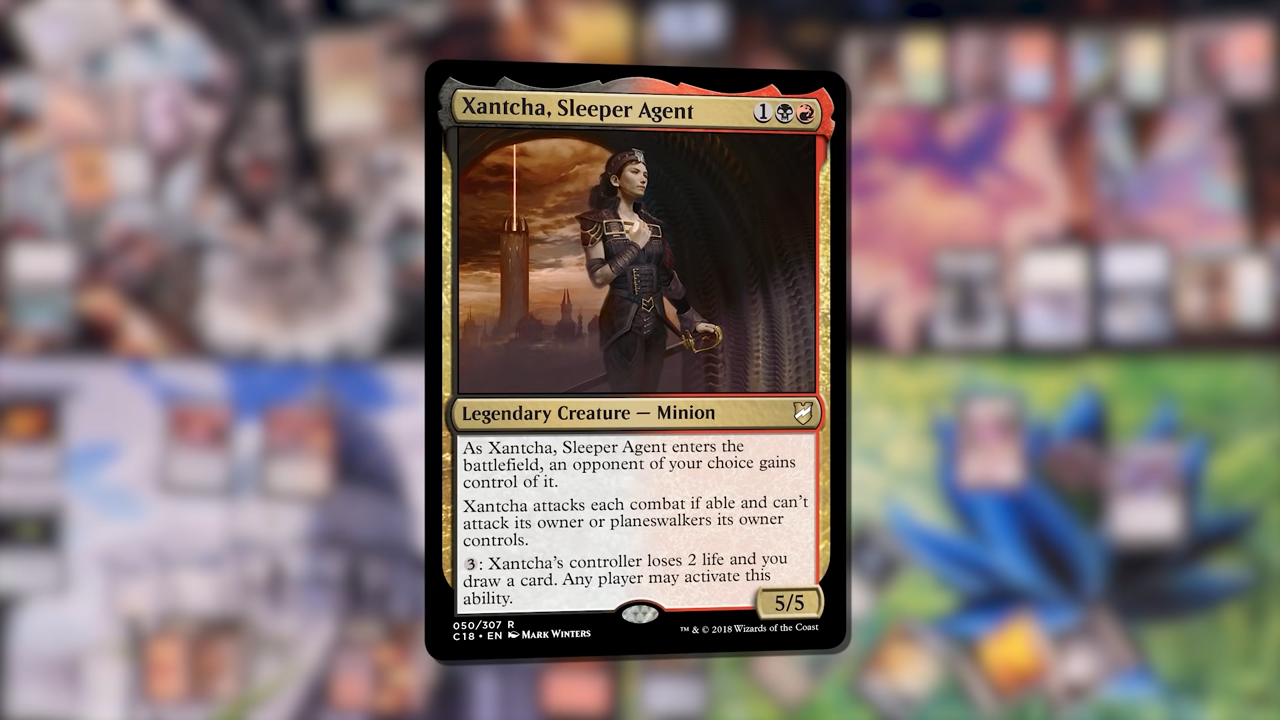 Xantcha, Sleeper Agent 1
Legendary Creature — Minion
As Xantcha, Sleeper Agent enters the
battlefield, an opponent of your choice gains
control of it.
Xantcha attacks each combat if able and can't
attack its owner or planeswalkers its owner
controls.
3: Xantcha's controller loses 2 life and you
draw a card. Any player may activate this
ability.
5/5
050/307 R
C18 • EN Mark Winters
™ & © 2018 Wizards of the Coast